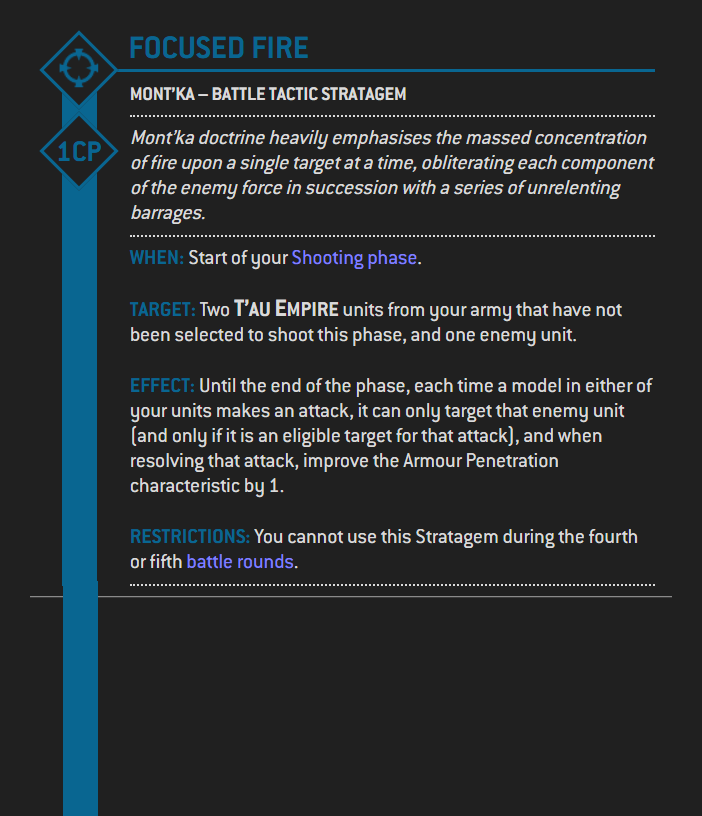 FOCUSED FIRE
MONT'KA – BATTLE TACTIC STRATAGEM
1CP
Mont'ka doctrine heavily emphasises the massed concentration
of fire upon a single target at a time, obliterating each component
of the enemy force in succession with a series of unrelenting
barrages.
WHEN: Start of your Shooting phase.
TARGET: Two T'AU EMPIRE units from your army that have not
been selected to shoot this phase, and one enemy unit.
EFFECT: Until the end of the phase, each time a model in either of
your units makes an attack, it can only target that enemy unit
(and only if it is an eligible target for that attack), and when
resolving that attack, improve the Armour Penetration
characteristic by 1.
RESTRICTIONS: You cannot use this Stratagem during the fourth
or fifth battle rounds.